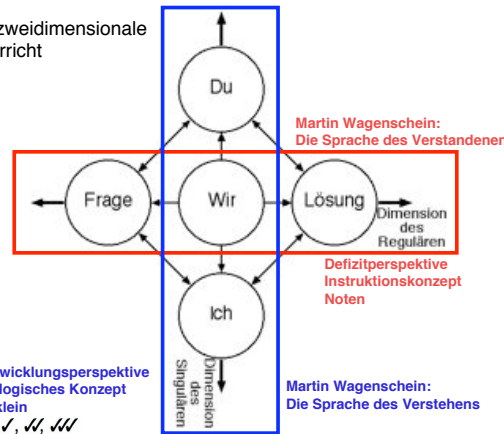 zweidimensionale
rricht
Du
Martin Wagenschein:
Die Sprache des Verstandenen
Frage
Wir
Lösung
Dimension
des
Regulären
Defizitperspektive
Instruktionskonzept
Noten
Ich
Dimension
des
Singulären
wicklungsperspektive
logisches Konzept
klein
✓, ✓✓, ✓✓✓
Martin Wagenschein:
Die Sprache des Verstehens